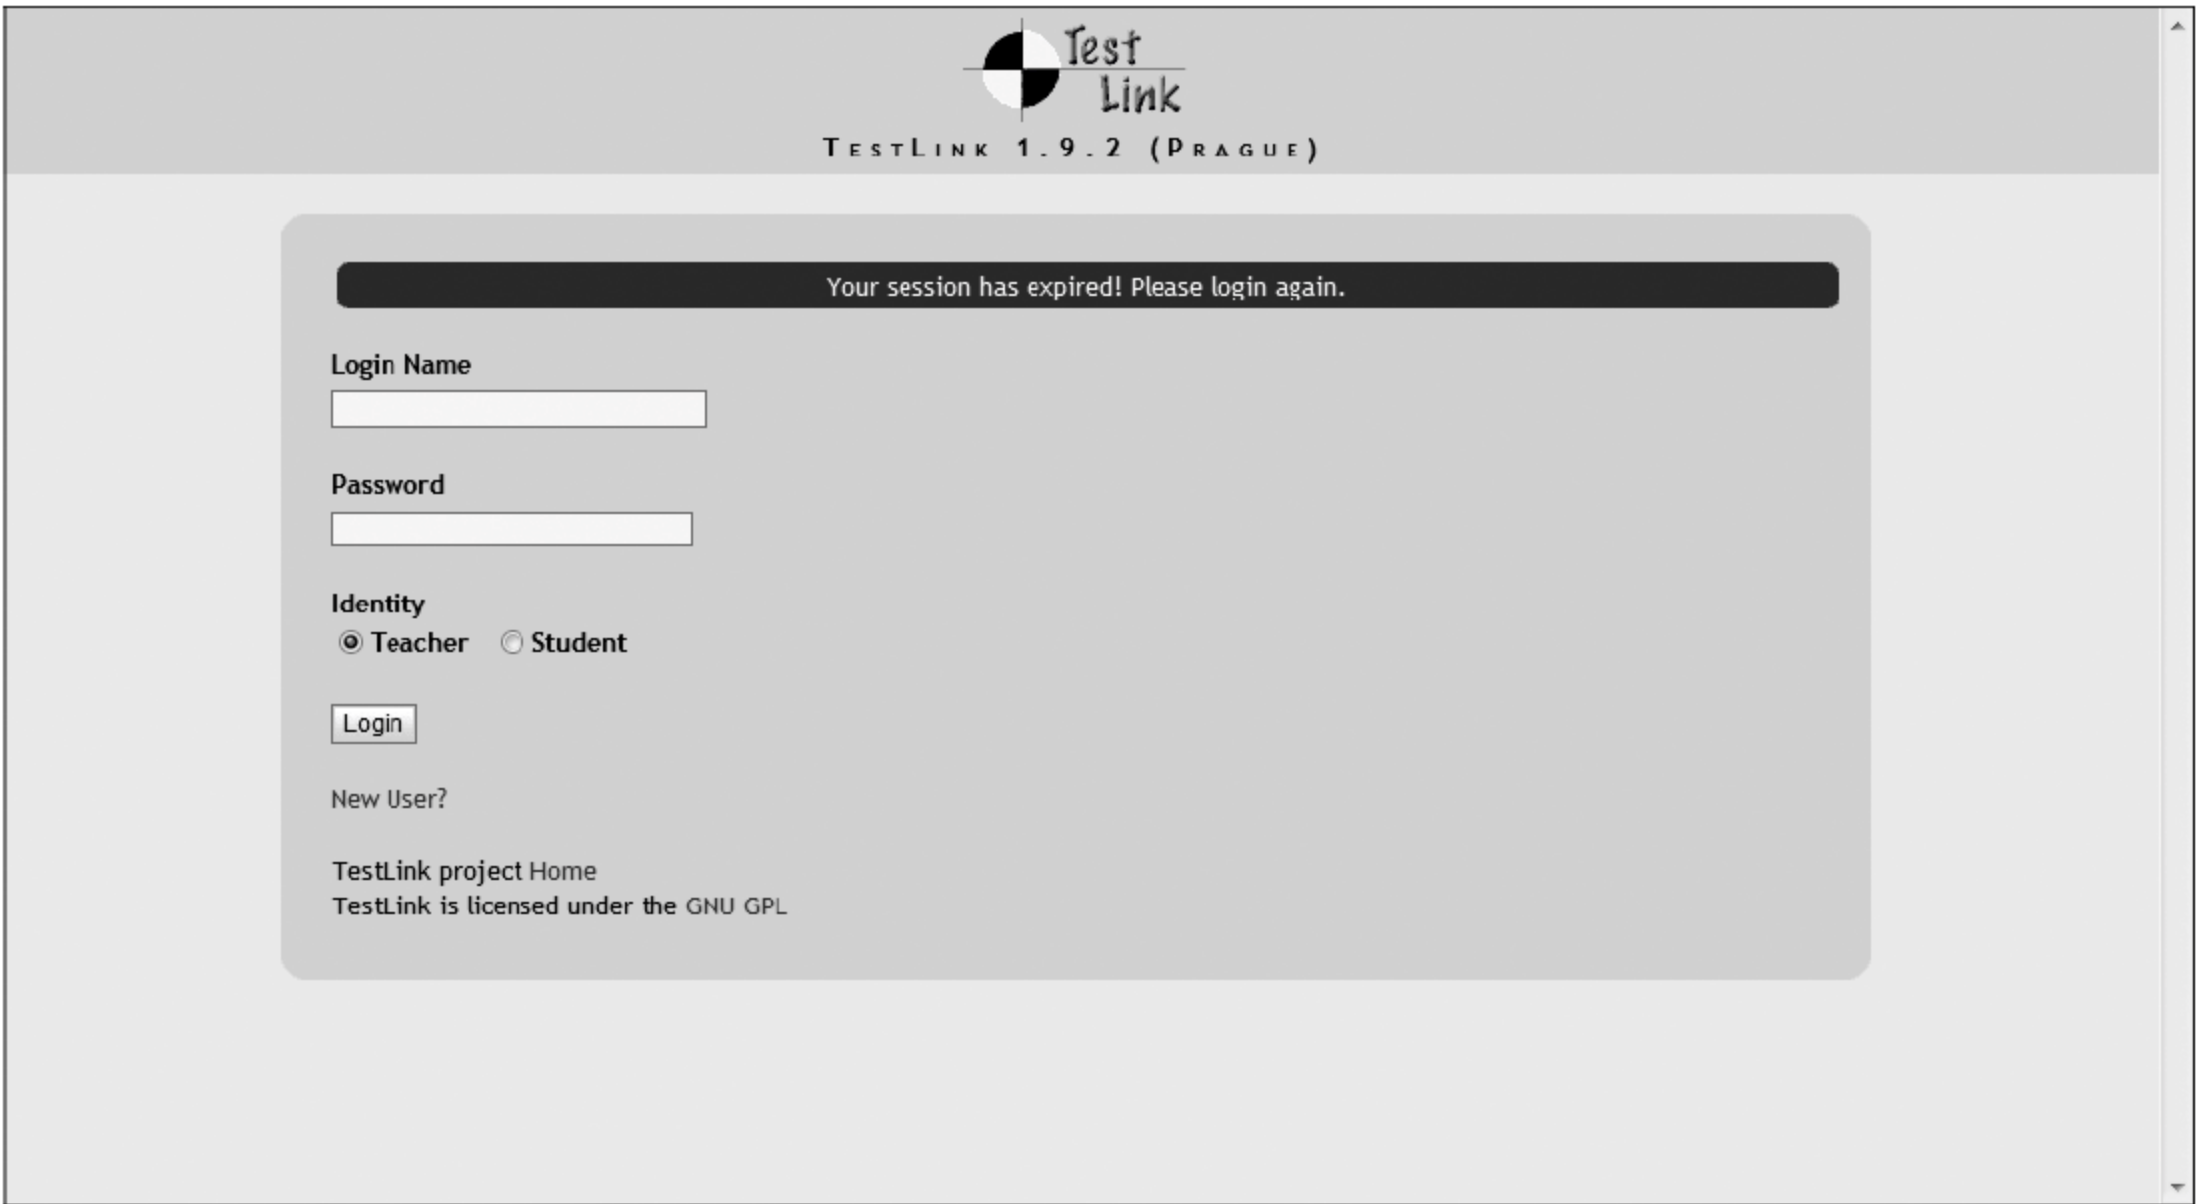 Test
Link
TestLink 1.9.2 (Prague)
Your session has expired! Please login again.
Login Name
Password
Identity
Teacher Student
Login
New User?
TestLink project Home
TestLink is licensed under the GNU GPL